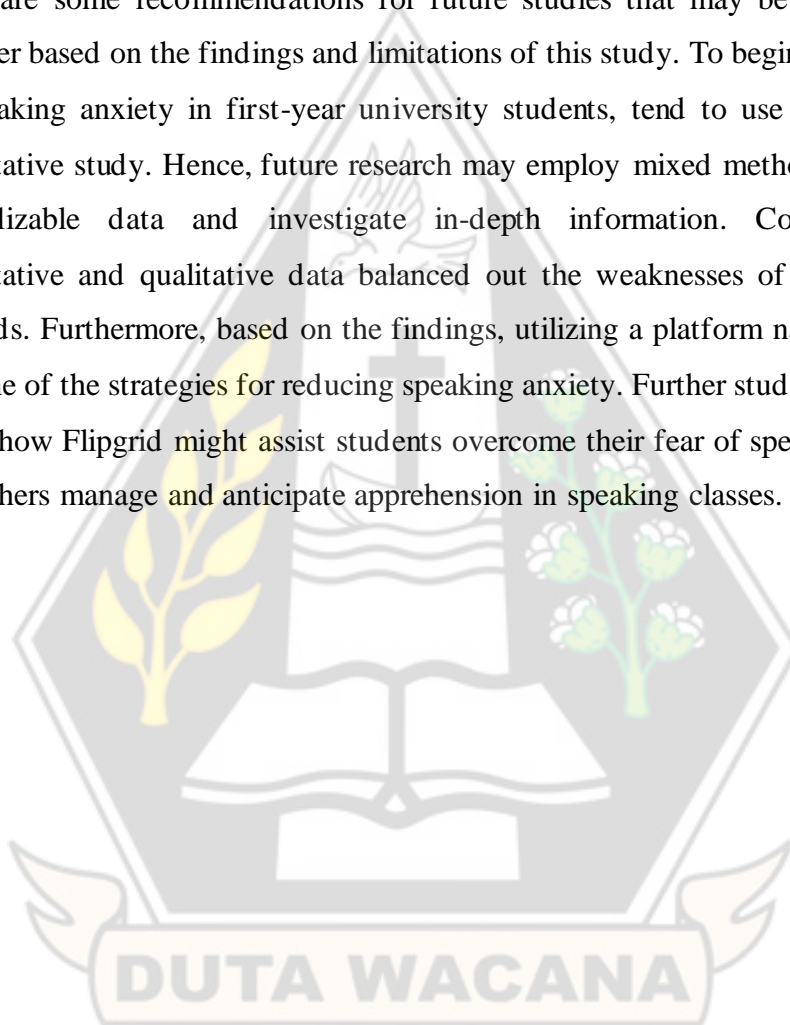 are some recommendations for future studies that may be
er based on the findings and limitations of this study. To begin
aking anxiety in first-year university students, tend to use
tative study. Hence, future research may employ mixed metho
lizable data and investigate in-depth information. Co
tative and qualitative data balanced out the weaknesses of
ds. Furthermore, based on the findings, utilizing a platform na
ne of the strategies for reducing speaking anxiety. Further stud
how Flipgrid might assist students overcome their fear of spe
hers manage and anticipate apprehension in speaking classes.
DUTA WACANA